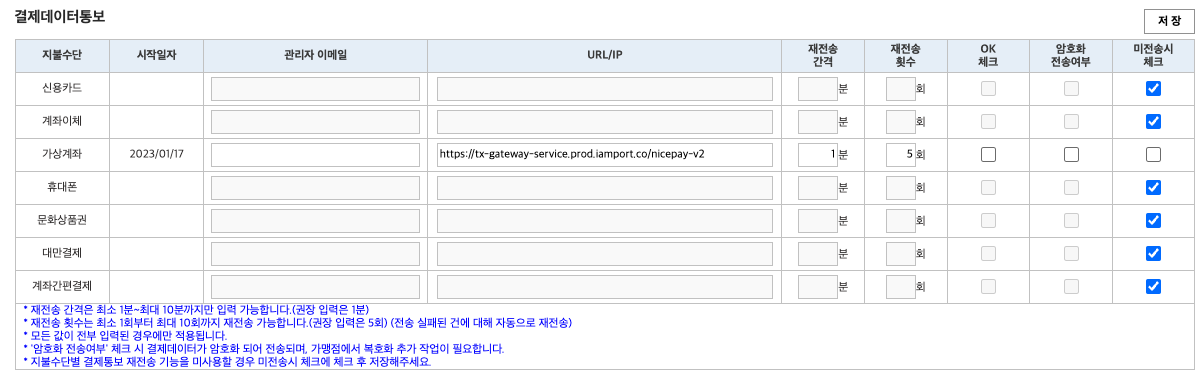 결제데이터통보
저 장
지불수단 시작일자 관리자 이메일 URL/IP 재전송 간격 재전송 횟수 OK 체크 암호화 전송여부 미전송시 체크
신용카드 분 회
계좌이체 분 회
가상계좌 2023/01/17 https://tx-gateway-service.prod.iamport.co/nicepay-v2 1 분 5 회
휴대폰 분 회
문화상품권 분 회
대만결제 분 회
계좌간편결제 분 회
* 재전송 간격은 최소 1분~최대 10분까지만 입력 가능합니다.(권장 입력은 1분)
* 재전송 횟수는 최소 1회부터 최대 10회까지 재전송 가능합니다.(권장 입력은 5회) (전송 실패된 건에 대해 자동으로 재전송)
* 모든 값이 전부 입력된 경우에만 적용됩니다.
* '암호화 전송여부' 체크 시 결제데이터가 암호화 되어 전송되며, 가맹점에서 복호화 추가 작업이 필요합니다.
* 지불수단별 결제통보 재전송 기능을 미사용할 경우 미전송시 체크에 체크 후 저장해주세요.